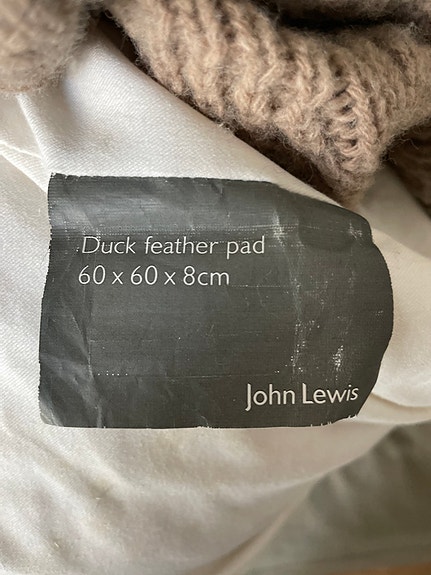 Duck feather pad
60 x 60 x 8cm
John Lewis